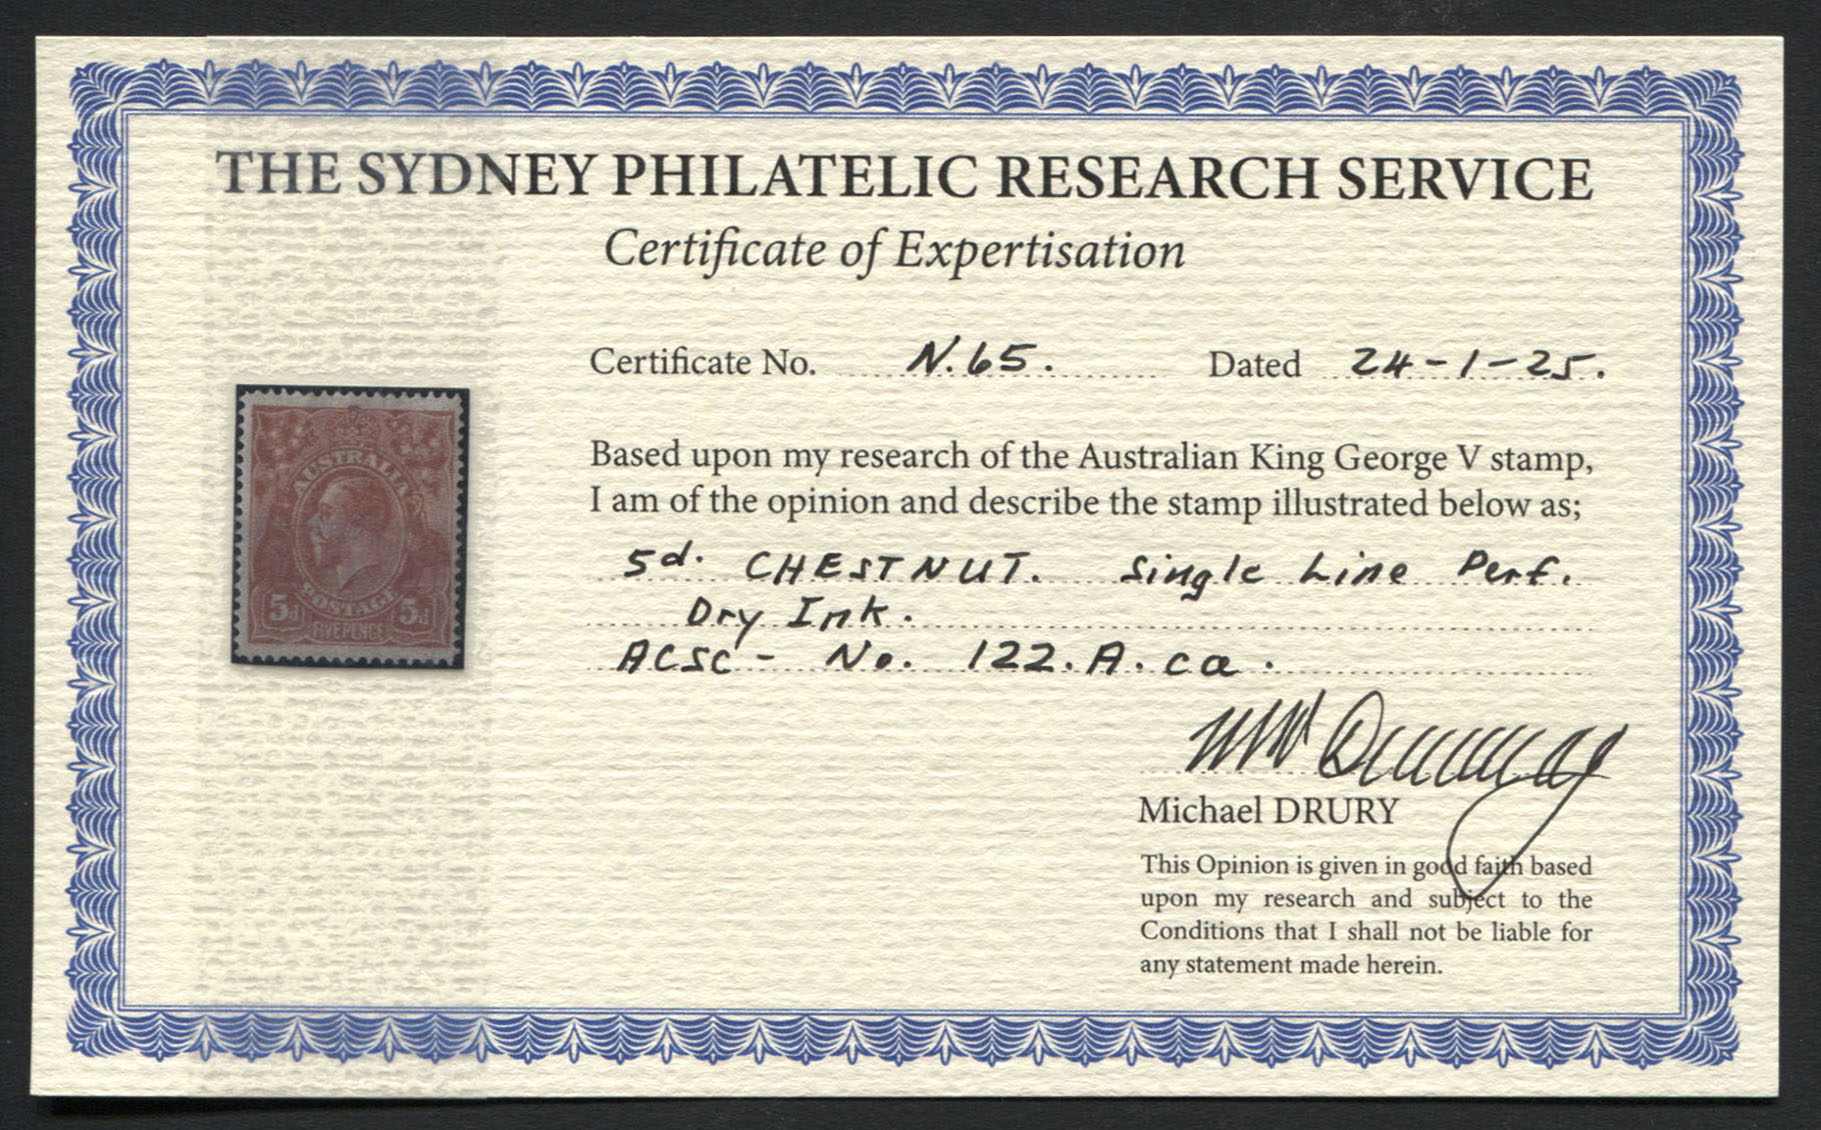 THE SYDNEY PHILATELIC RESEARCH SERVICE
Certificate of Expertisation
Certificate No. N.65. Dated 24-1-25.
Based upon my research of the Australian King George V stamp,
I am of the opinion and describe the stamp illustrated below as;
5d. CHESTNUT. Single Line Perf.
Dry Ink.
ACSC - No. 122.A.ca.
Michael DRURY
This Opinion is given in good faith based
upon my research and subject to the
Conditions that I shall not be liable for
any statement made herein.
AUSTRALIA
POSTAGE
5d FIVE PENCE 5d